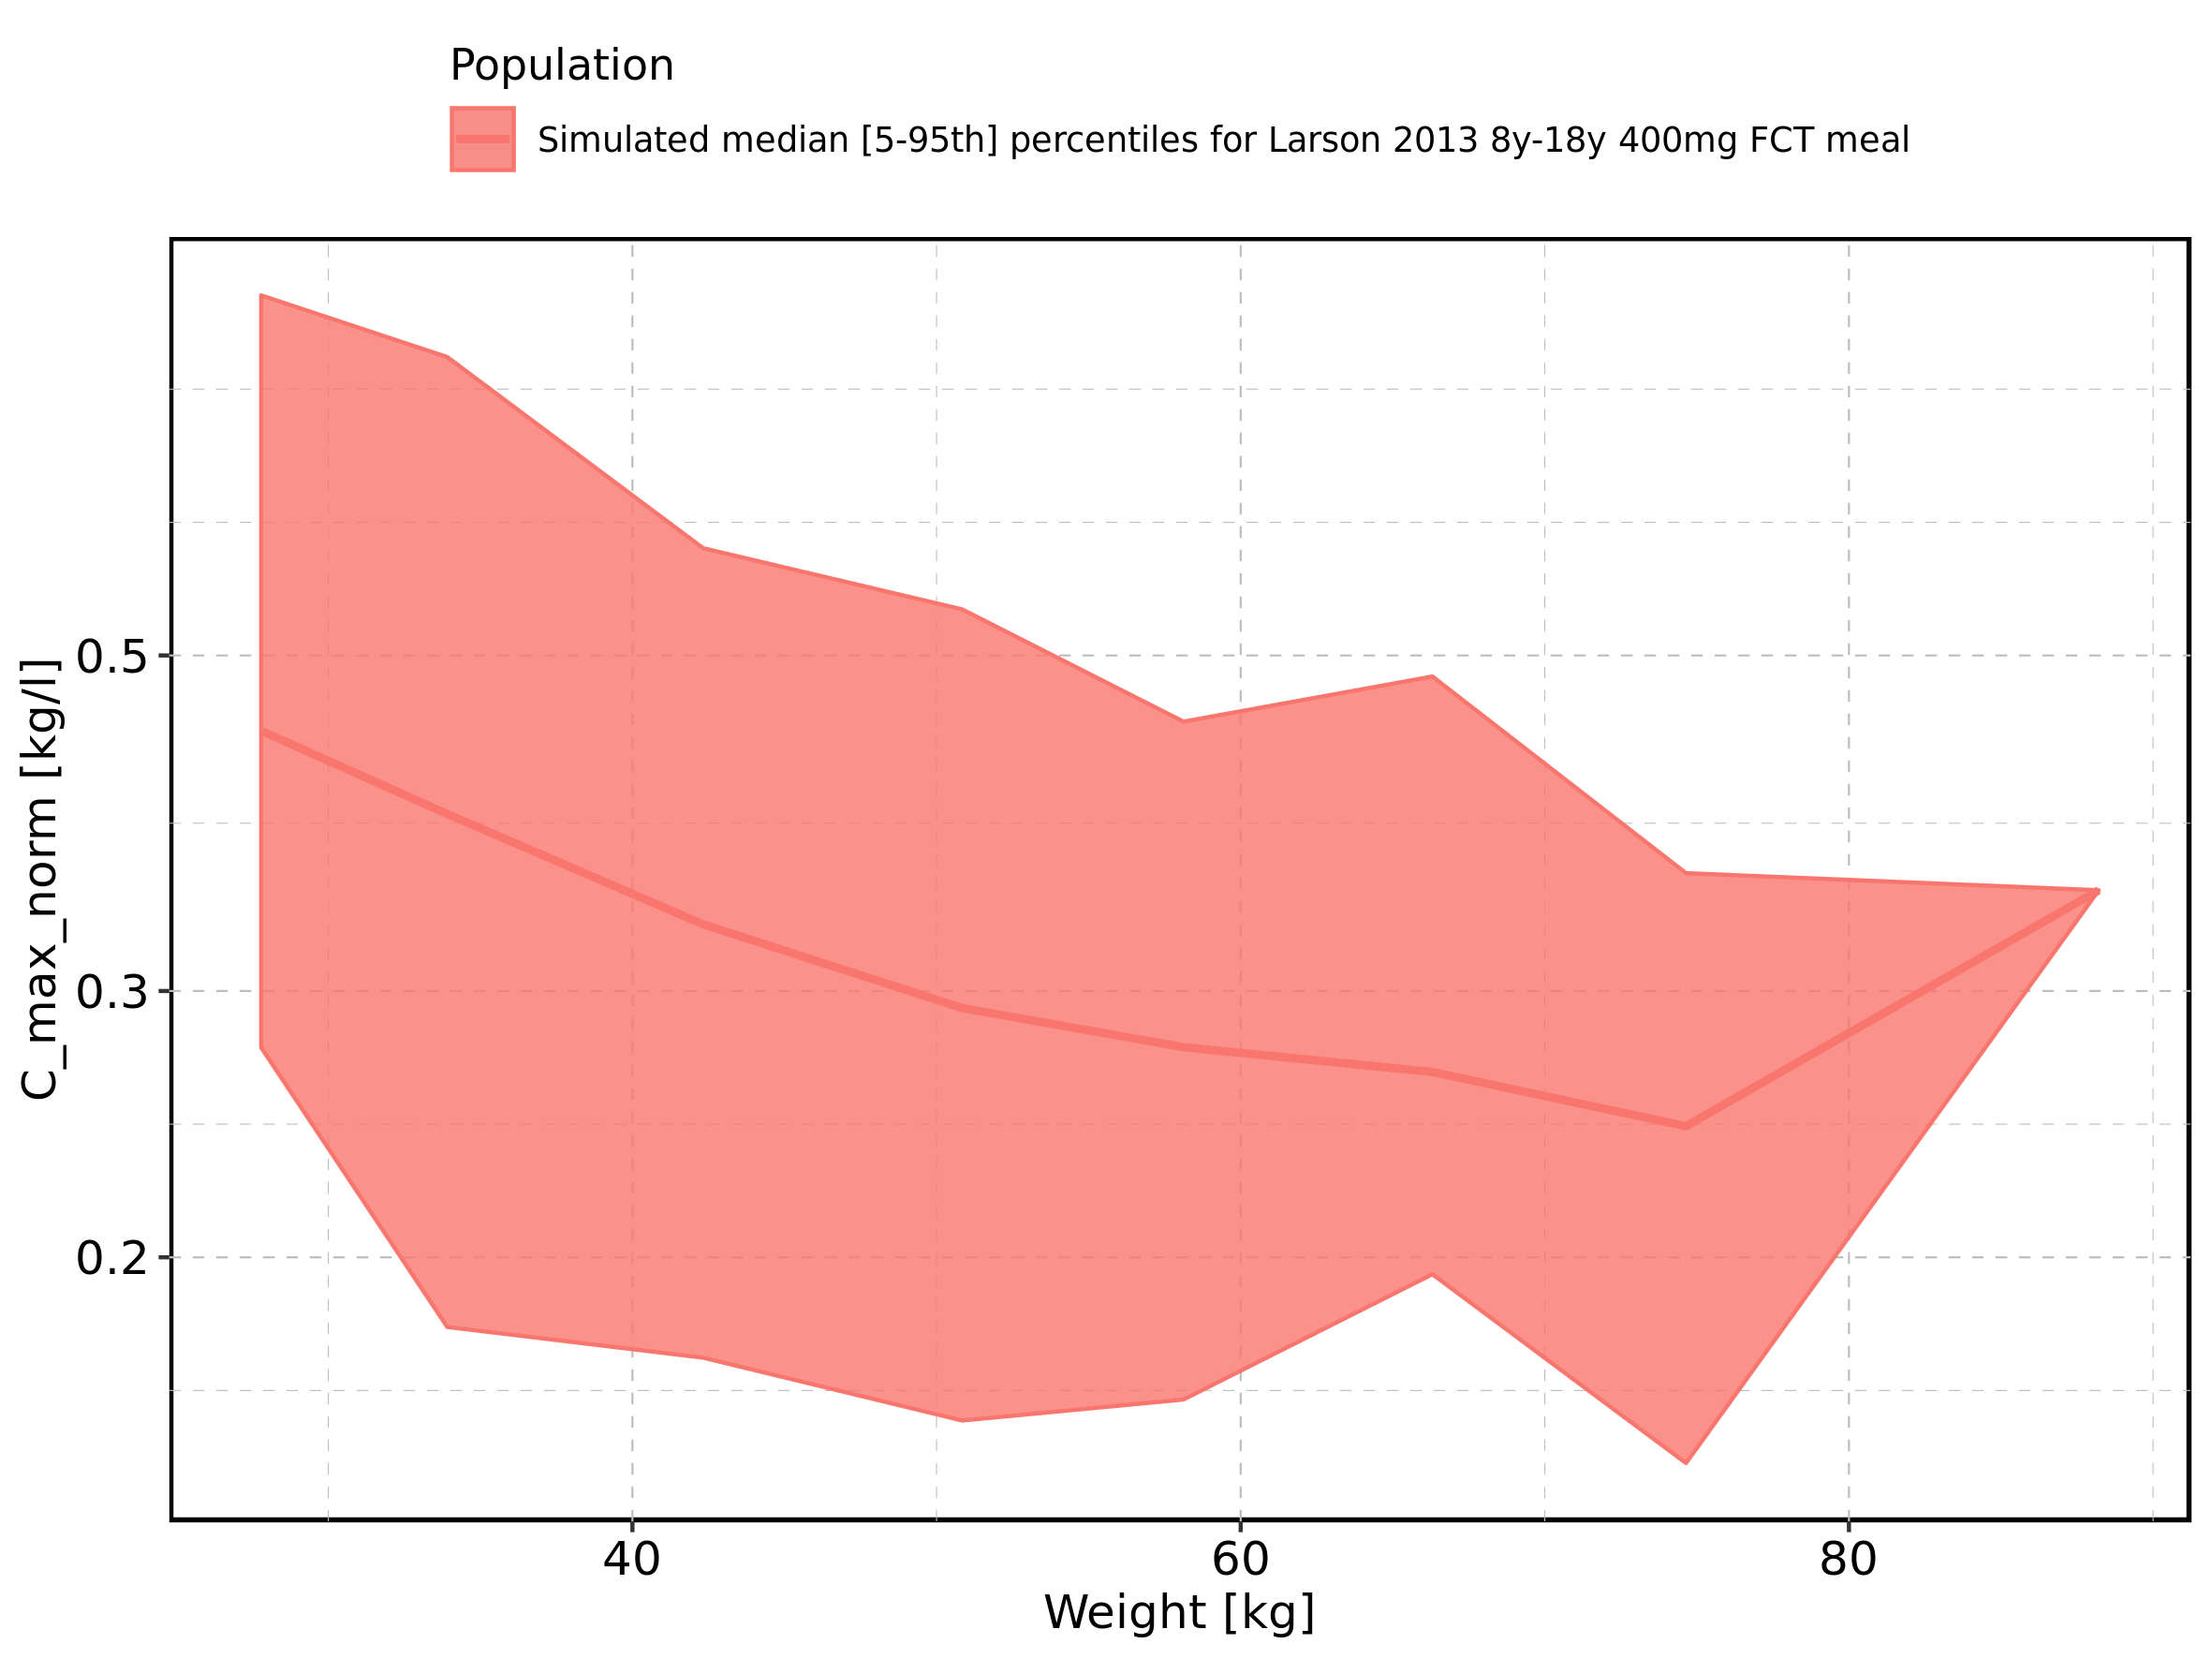 Population
Simulated median [5-95th] percentiles for Larson 2013 8y-18y 400mg FCT meal
C_max_norm [kg/l]
0.5
0.3
0.2
40 60 80
Weight [kg]